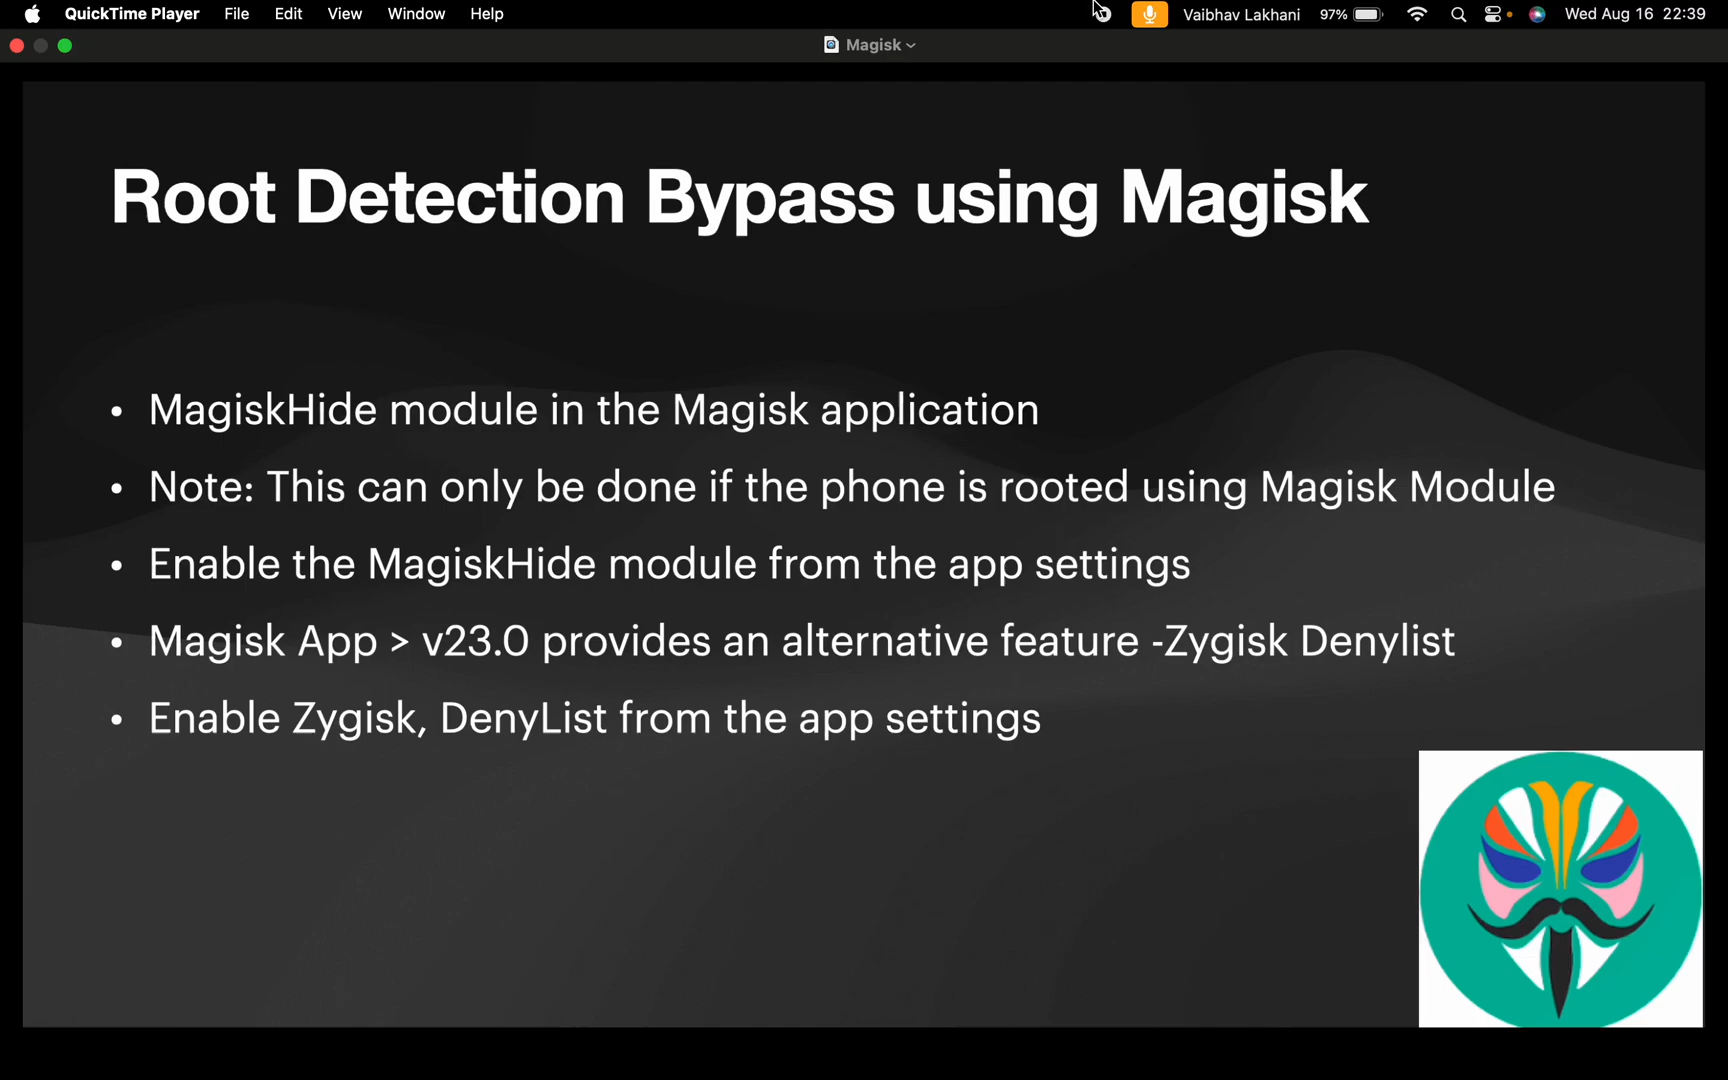 QuickTime Player File Edit View Window Help Vaibhav Lakhani 97% Wed Aug 16 22:39
Magisk
Root Detection Bypass using Magisk
• MagiskHide module in the Magisk application
• Note: This can only be done if the phone is rooted using Magisk Module
• Enable the MagiskHide module from the app settings
• Magisk App > v23.0 provides an alternative feature -Zygisk Denylist
• Enable Zygisk, DenyList from the app settings